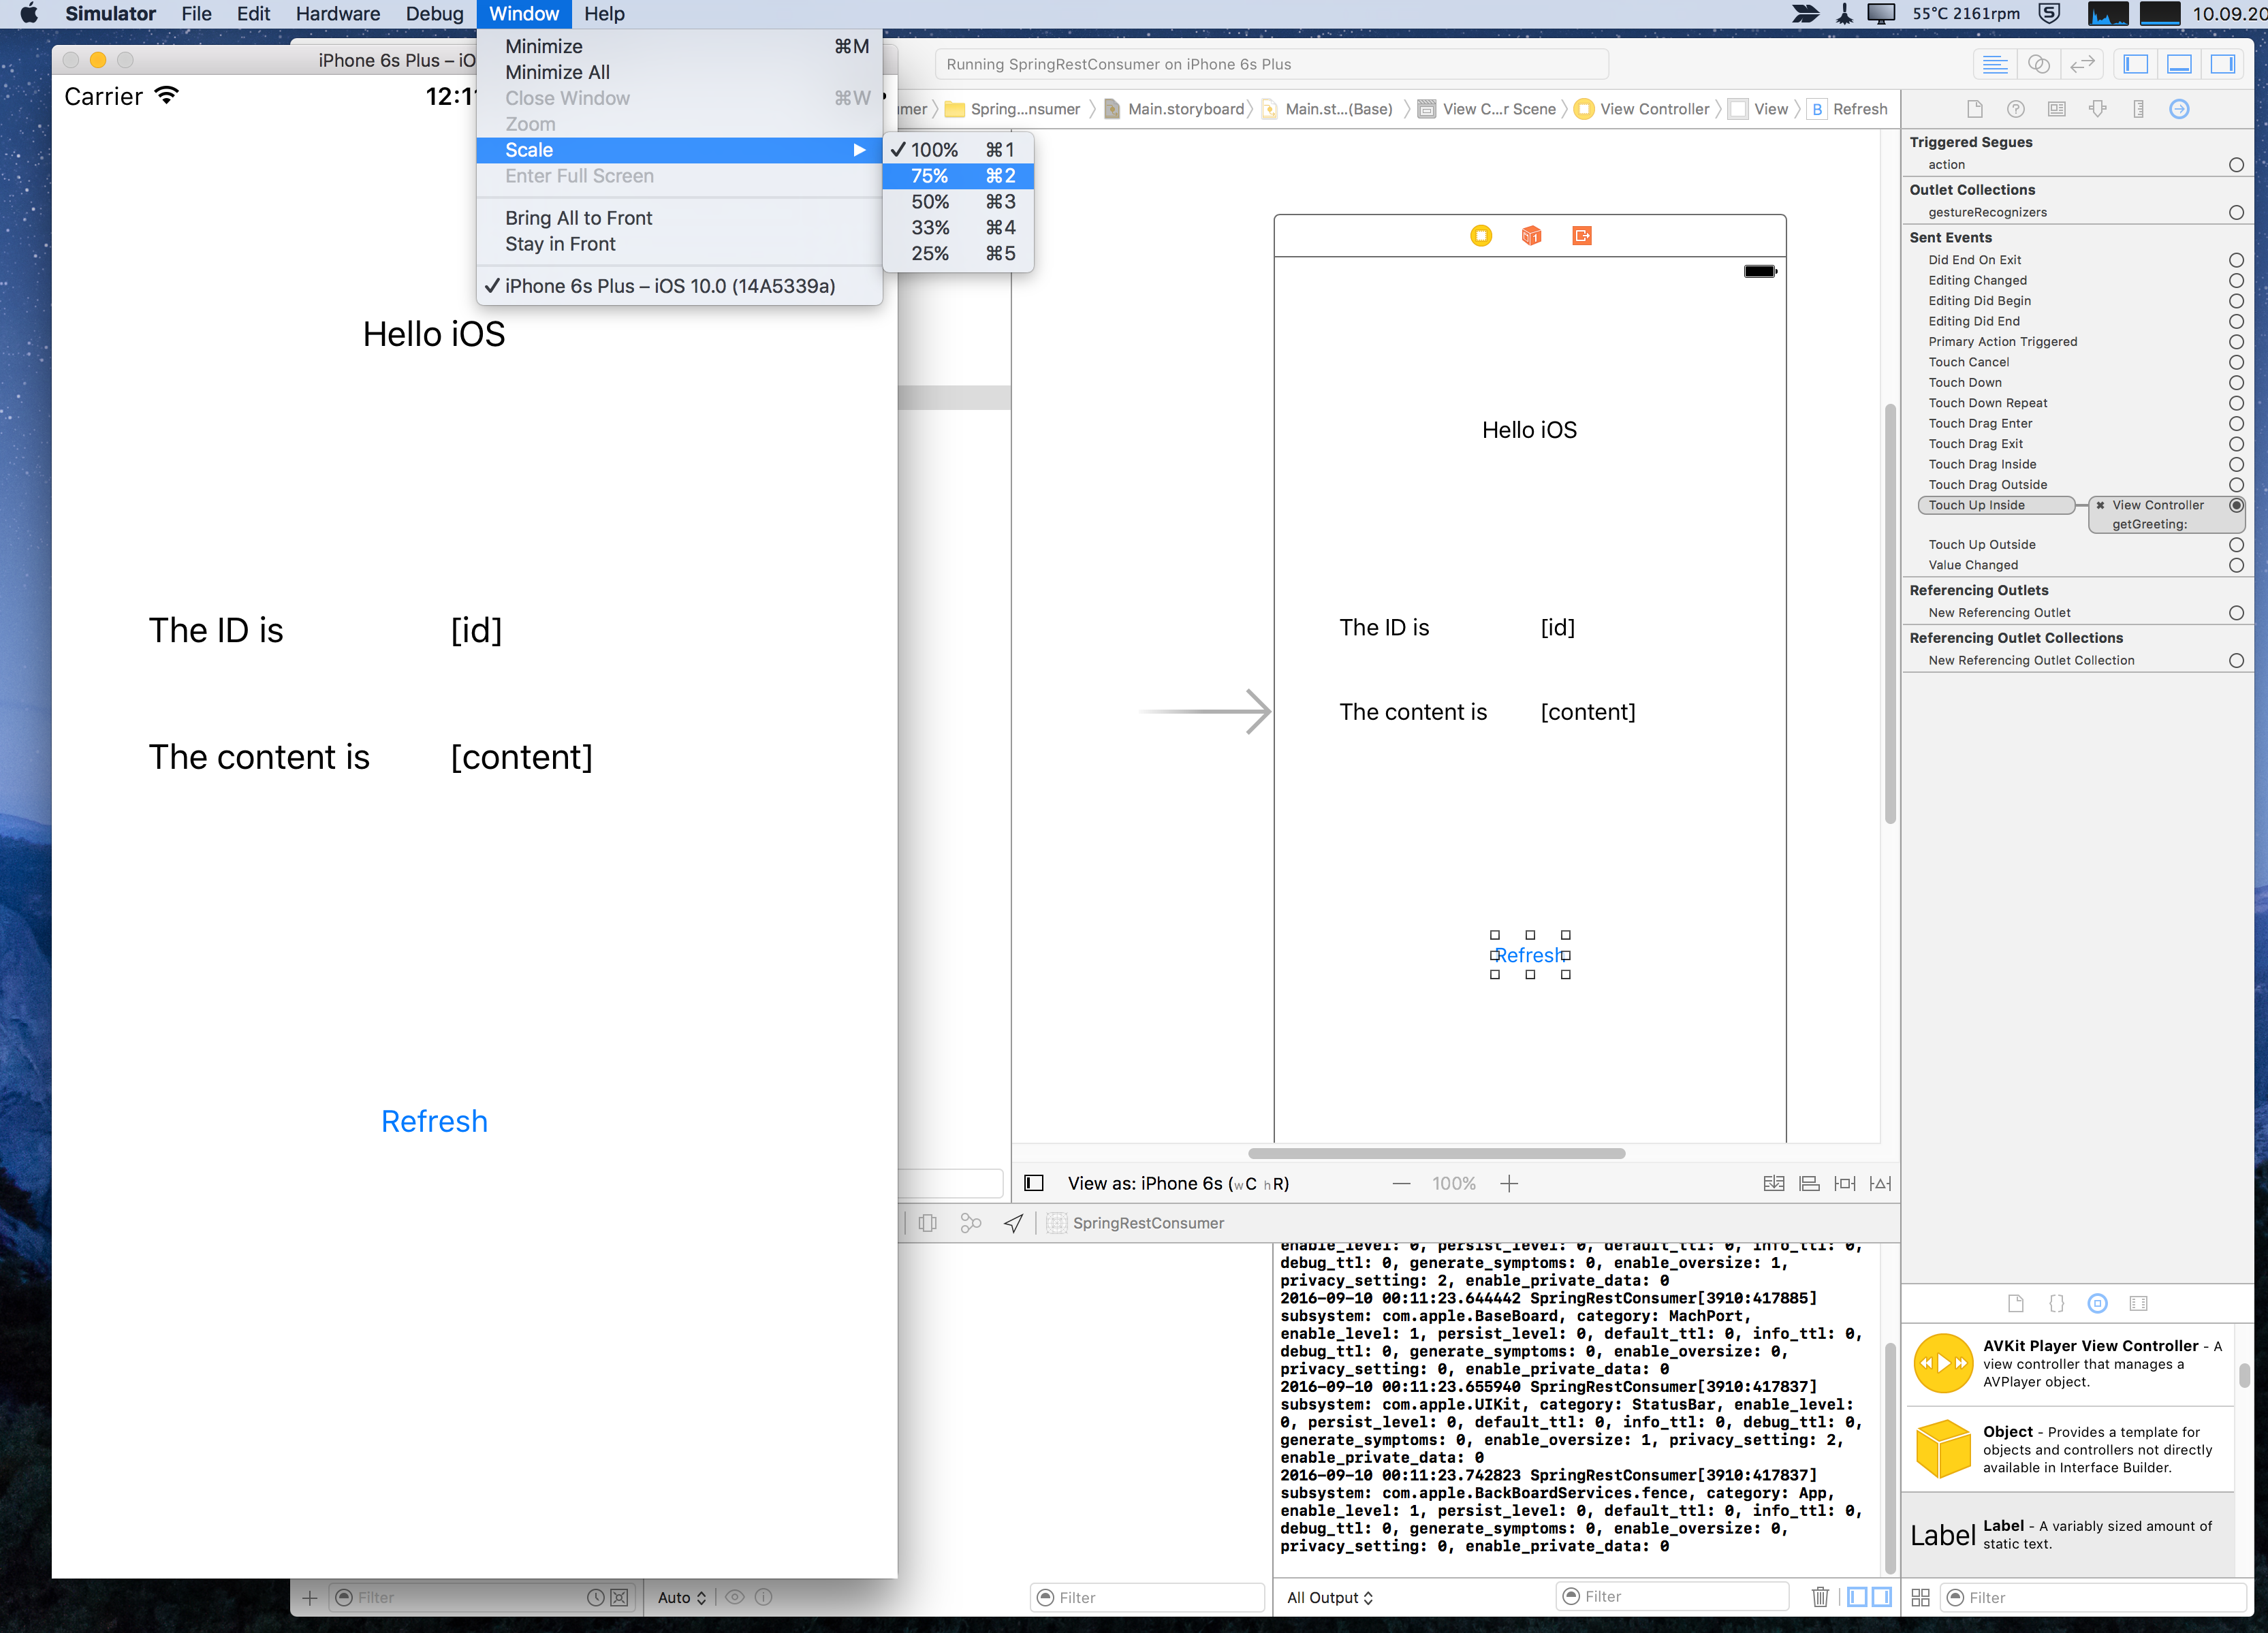 Simulator File Edit Hardware Debug Window Help
55°C 2161rpm
10.09.20
iPhone 6s Plus – iO
Carrier
12:11
Minimize ⌘M
Minimize All
Close Window ⌘W
Zoom
Scale ▶
Enter Full Screen
Bring All to Front
Stay in Front
✓ iPhone 6s Plus – iOS 10.0 (14A5339a)
✓ 100% ⌘1
75% ⌘2
50% ⌘3
33% ⌘4
25% ⌘5
Hello iOS
The ID is [id]
The content is [content]
Refresh
Running SpringRestConsumer on iPhone 6s Plus
mer Spring...nsumer Main.storyboard Main.st...(Base) View C...r Scene View Controller View B Refresh
Hello iOS
The ID is [id]
The content is [content]
Refresh
View as: iPhone 6s (wC hR) — 100% +
SpringRestConsumer
enable_level: 0, persist_level: 0, default_ttl: 0, info_ttl: 0,
debug_ttl: 0, generate_symptoms: 0, enable_oversize: 1,
privacy_setting: 2, enable_private_data: 0
2016-09-10 00:11:23.644442 SpringRestConsumer[3910:417885]
subsystem: com.apple.BaseBoard, category: MachPort,
enable_level: 1, persist_level: 0, default_ttl: 0, info_ttl: 0,
debug_ttl: 0, generate_symptoms: 0, enable_oversize: 0,
privacy_setting: 0, enable_private_data: 0
2016-09-10 00:11:23.655940 SpringRestConsumer[3910:417837]
subsystem: com.apple.UIKit, category: StatusBar, enable_level:
0, persist_level: 0, default_ttl: 0, info_ttl: 0, debug_ttl: 0,
generate_symptoms: 0, enable_oversize: 1, privacy_setting: 2,
enable_private_data: 0
2016-09-10 00:11:23.742823 SpringRestConsumer[3910:417837]
subsystem: com.apple.BackBoardServices.fence, category: App,
enable_level: 1, persist_level: 0, default_ttl: 0, info_ttl: 0,
debug_ttl: 0, generate_symptoms: 0, enable_oversize: 0,
privacy_setting: 0, enable_private_data: 0
Filter
Auto
Filter
All Output
Filter
Triggered Segues
action
Outlet Collections
gestureRecognizers
Sent Events
Did End On Exit
Editing Changed
Editing Did Begin
Editing Did End
Primary Action Triggered
Touch Cancel
Touch Down
Touch Down Repeat
Touch Drag Enter
Touch Drag Exit
Touch Drag Inside
Touch Drag Outside
Touch Up Inside View Controller
getGreeting:
Touch Up Outside
Value Changed
Referencing Outlets
New Referencing Outlet
Referencing Outlet Collections
New Referencing Outlet Collection
AVKit Player View Controller - A
view controller that manages a
AVPlayer object.
Object - Provides a template for
objects and controllers not directly
available in Interface Builder.
Label
Label - A variably sized amount of
static text.
Filter